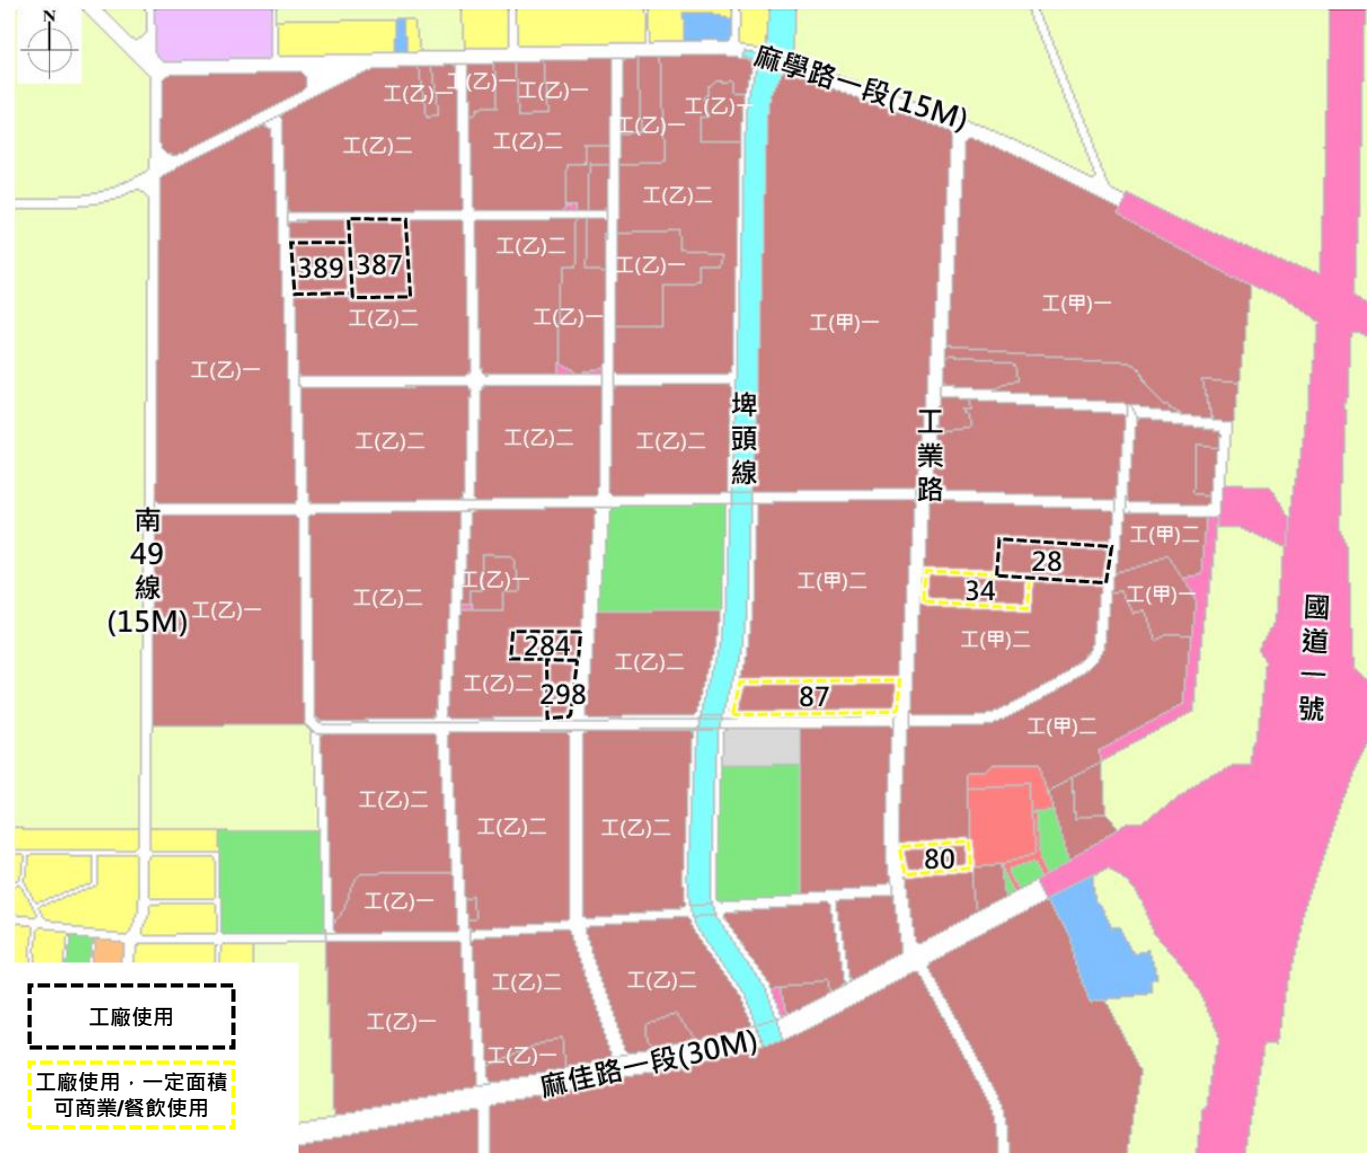 N
麻學路一段(15M)
工(乙)一
工(乙)一
工(乙)一
工(乙)一
工(乙)一
工(乙)二
工(乙)二
工(乙)二
工(乙)二
工(乙)一
389
387
工(乙)二
工(乙)一
工(甲)一
工(甲)一
工(乙)一
埤頭線
工業路
工(乙)二
工(乙)二
工(乙)二
南49線(15M)
工(甲)二
工(乙)一
工(甲)二
28
工(乙)一
工(乙)二
34
工(甲)一
國道一號
284
工(乙)二
工(甲)二
工(乙)二
298
87
工(甲)二
工(乙)二
工(乙)二
工(乙)二
80
工(乙)一
工(乙)二
工(乙)二
工(乙)一
工(乙)一
麻佳路一段(30M)
工廠使用
工廠使用，一定面積
可商業/餐飲使用